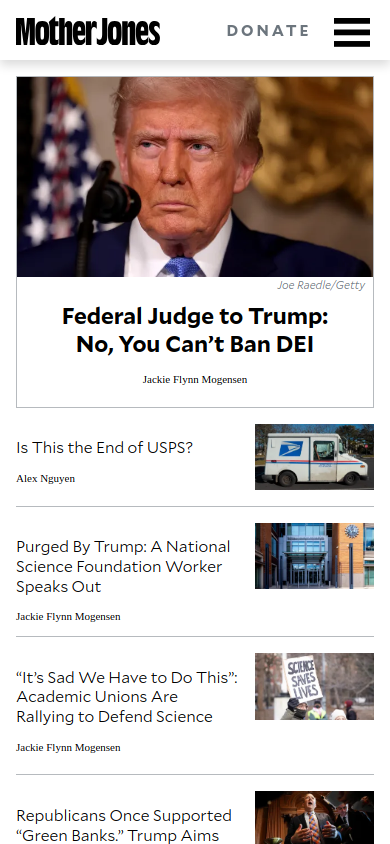 Mother Jones
DONATE
Joe Raedle/Getty
Federal Judge to Trump:
No, You Can’t Ban DEI
Jackie Flynn Mogensen
Is This the End of USPS?
Alex Nguyen
Purged By Trump: A National
Science Foundation Worker
Speaks Out
Jackie Flynn Mogensen
“It’s Sad We Have to Do This”:
Academic Unions Are
Rallying to Defend Science
Jackie Flynn Mogensen
SCIENCE
SAVES
LIVES
Republicans Once Supported
“Green Banks.” Trump Aims